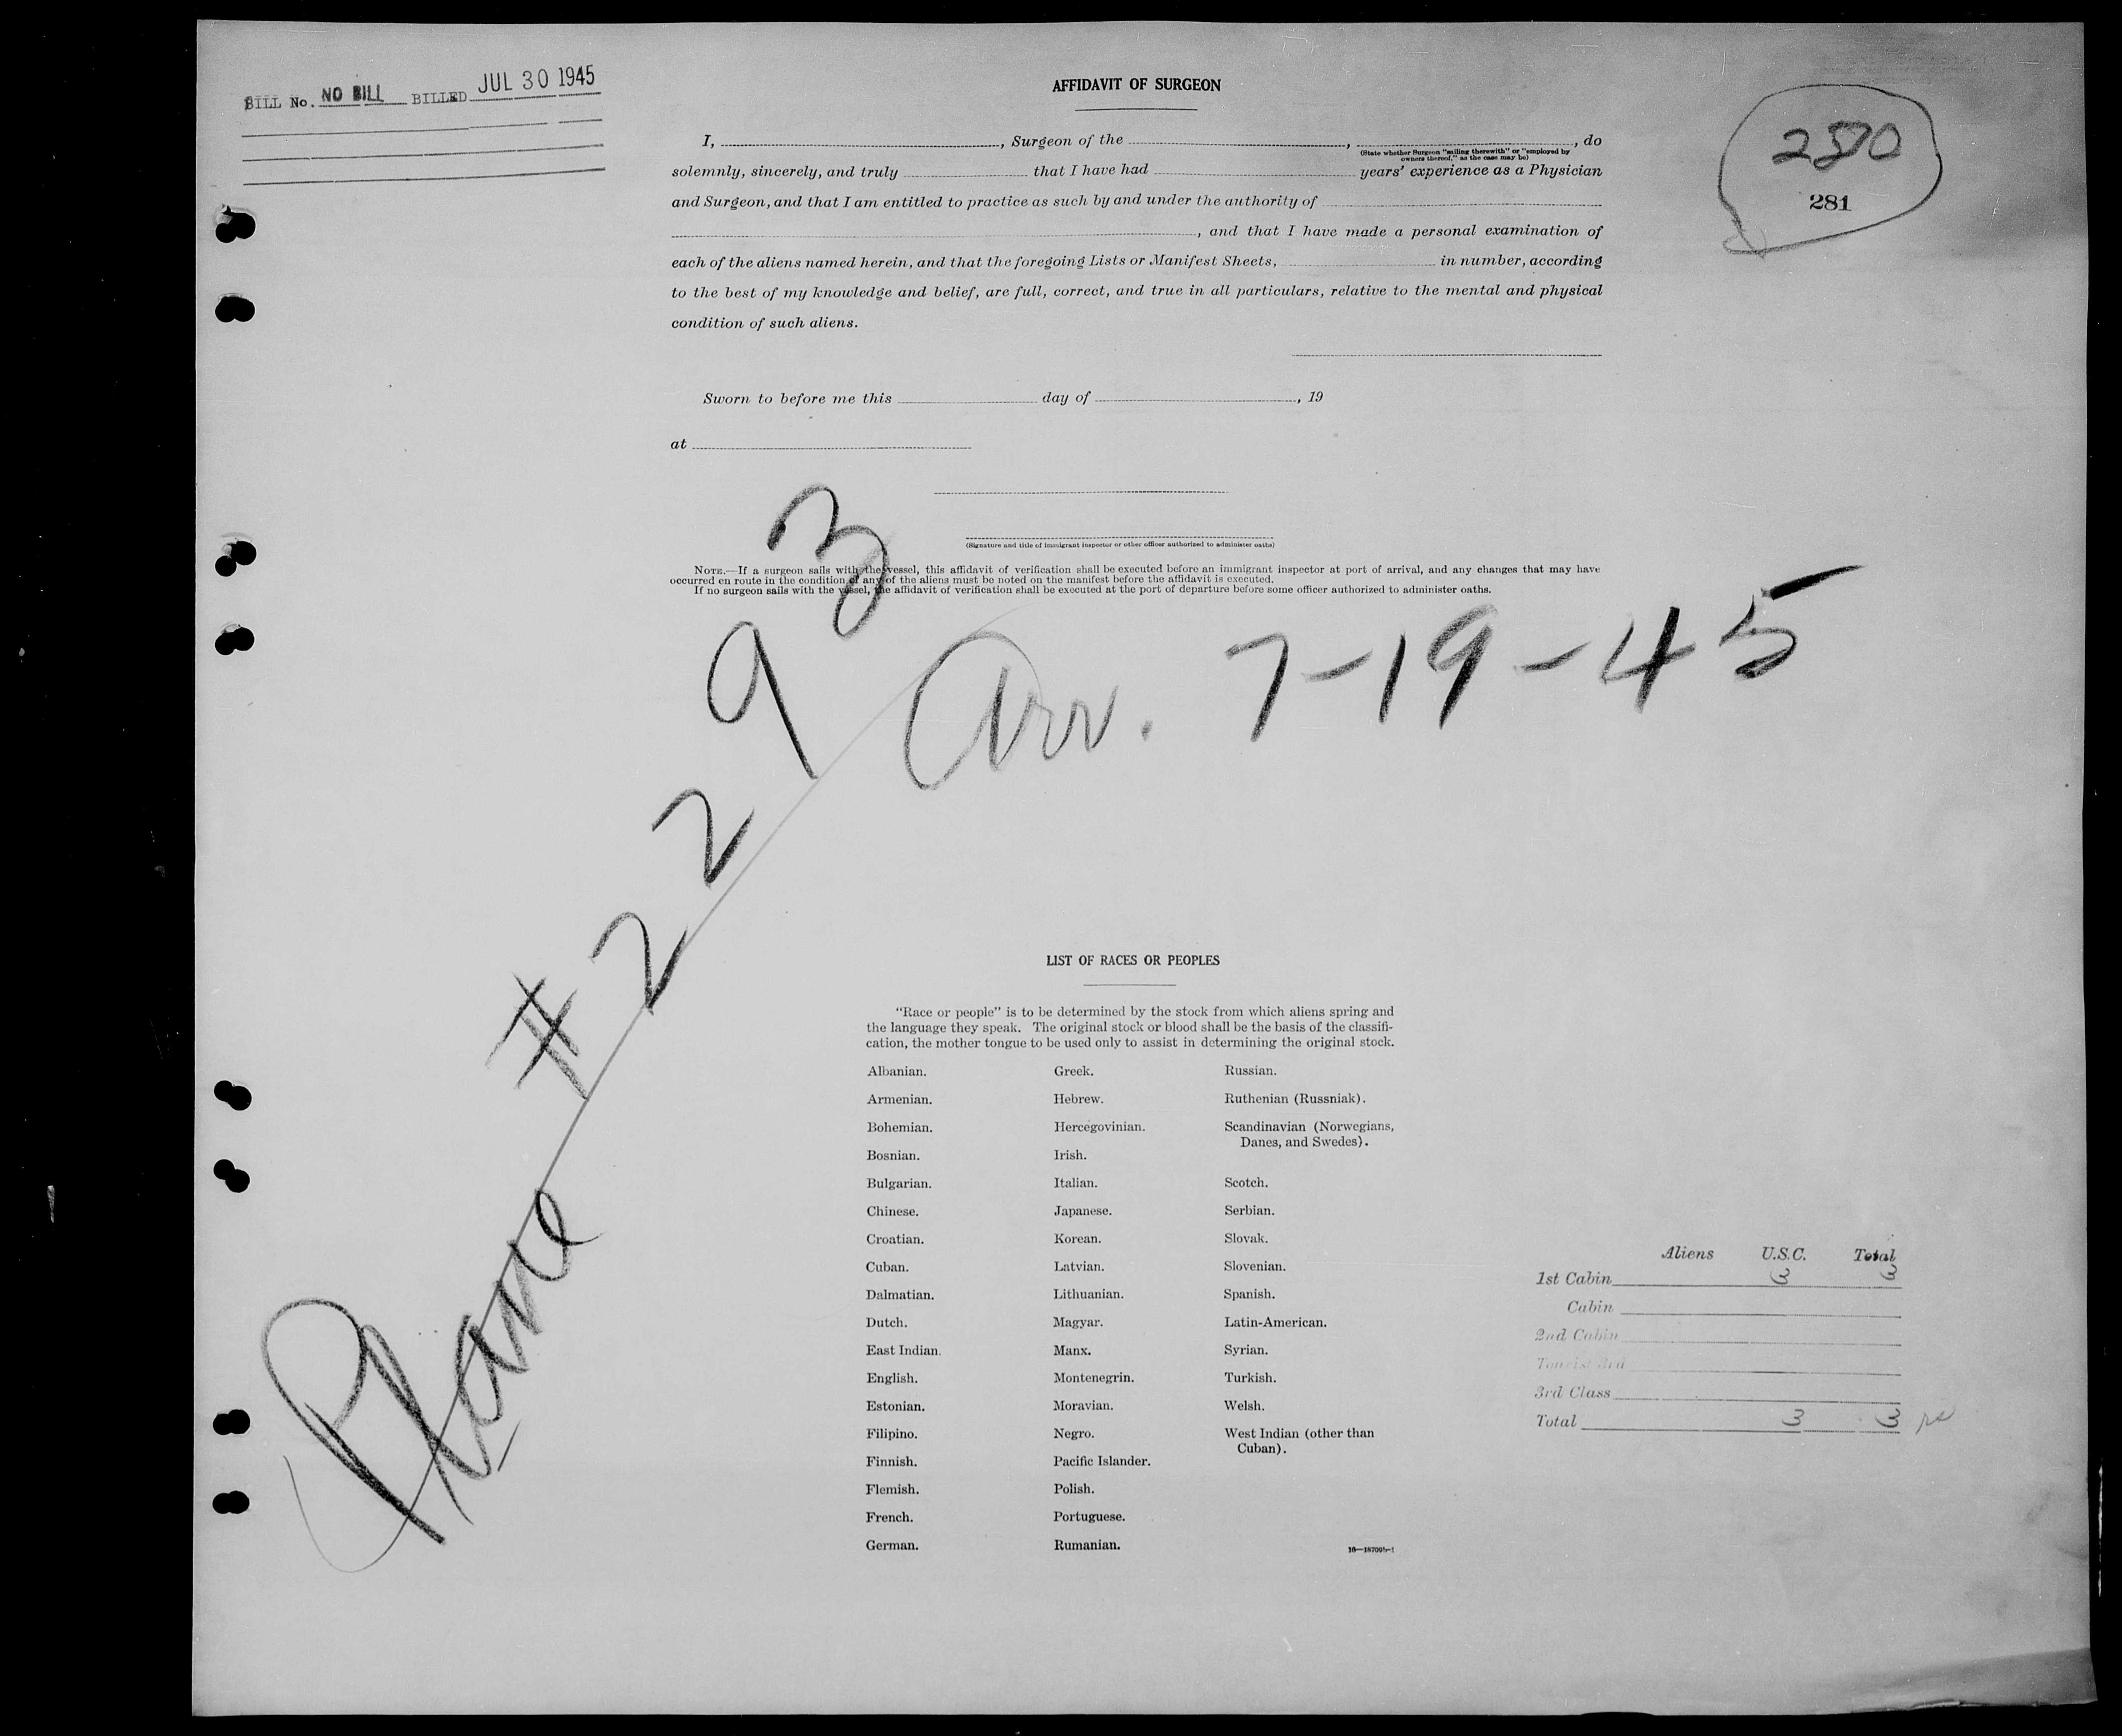 BILL No. NO BILL BILLED JUL 30 1945
AFFIDAVIT OF SURGEON
I, , Surgeon of the , , do
(State whether Surgeon "sailing therewith" or "employed by
owners thereof," as the case may be)
solemnly, sincerely, and truly that I have had years' experience as a Physician
and Surgeon, and that I am entitled to practice as such by and under the authority of
, and that I have made a personal examination of
each of the aliens named herein, and that the foregoing Lists or Manifest Sheets, in number, according
to the best of my knowledge and belief, are full, correct, and true in all particulars, relative to the mental and physical
condition of such aliens.
281
Sworn to before me this day of , 19
at
(Signature and title of immigrant inspector or other officer authorized to administer oaths)
NOTE.—If a surgeon sails with the vessel, this affidavit of verification shall be executed before an immigrant inspector at port of arrival, and any changes that may have
occurred en route in the condition of any of the aliens must be noted on the manifest before the affidavit is executed.
If no surgeon sails with the vessel, the affidavit of verification shall be executed at the port of departure before some officer authorized to administer oaths.
Plane # 2293
Arr. 7-19-45
LIST OF RACES OR PEOPLES
"Race or people" is to be determined by the stock from which aliens spring and
the language they speak. The original stock or blood shall be the basis of the classifi-
cation, the mother tongue to be used only to assist in determining the original stock.
Albanian.
Armenian.
Bohemian.
Bosnian.
Bulgarian.
Chinese.
Croatian.
Cuban.
Dalmatian.
Dutch.
East Indian.
English.
Estonian.
Filipino.
Finnish.
Flemish.
French.
German.
Greek.
Hebrew.
Hercegovinian.
Irish.
Italian.
Japanese.
Korean.
Latvian.
Lithuanian.
Magyar.
Manx.
Montenegrin.
Moravian.
Negro.
Pacific Islander.
Polish.
Portuguese.
Rumanian.
Russian.
Ruthenian (Russniak).
Scandinavian (Norwegians,
Danes, and Swedes).
Scotch.
Serbian.
Slovak.
Slovenian.
Spanish.
Latin-American.
Syrian.
Turkish.
Welsh.
West Indian (other than
Cuban).
Aliens U.S.C. Total
1st Cabin 3 3
Cabin
2nd Cabin
Tourist 3rd
3rd Class
Total 3 3